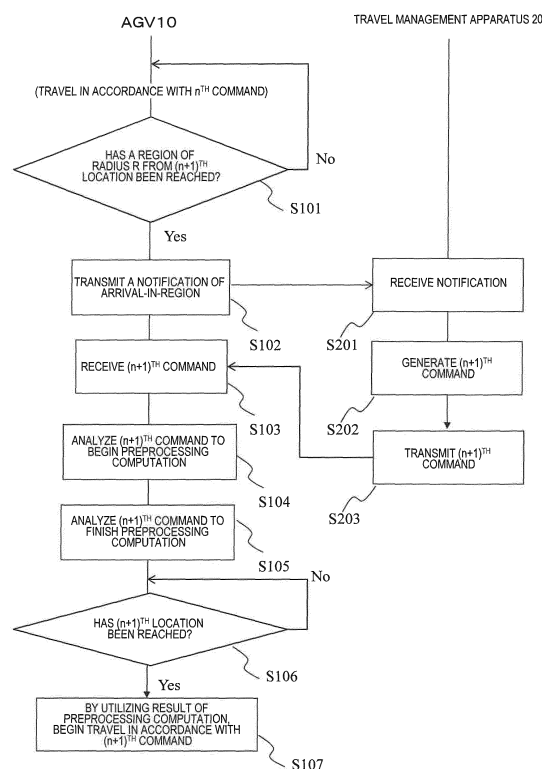 AGV10
TRAVEL MANAGEMENT APPARATUS 20
(TRAVEL IN ACCORDANCE WITH nTH COMMAND)
HAS A REGION OF
RADIUS R FROM (n+1)TH
LOCATION BEEN REACHED?
No
S101
Yes
TRANSMIT A NOTIFICATION OF
ARRIVAL-IN-REGION
RECEIVE NOTIFICATION
S102
S201
RECEIVE (n+1)TH COMMAND
GENERATE (n+1)TH
COMMAND
S103
S202
ANALYZE (n+1)TH COMMAND TO
BEGIN PREPROCESSING
COMPUTATION
TRANSMIT (n+1)TH
COMMAND
S104
S203
ANALYZE (n+1)TH COMMAND TO
FINISH PREPROCESSING
COMPUTATION
S105
No
HAS (n+1)TH LOCATION
BEEN REACHED?
S106
Yes
BY UTILIZING RESULT OF
PREPROCESSING COMPUTATION,
BEGIN TRAVEL IN ACCORDANCE WITH
(n+1)TH COMMAND
S107